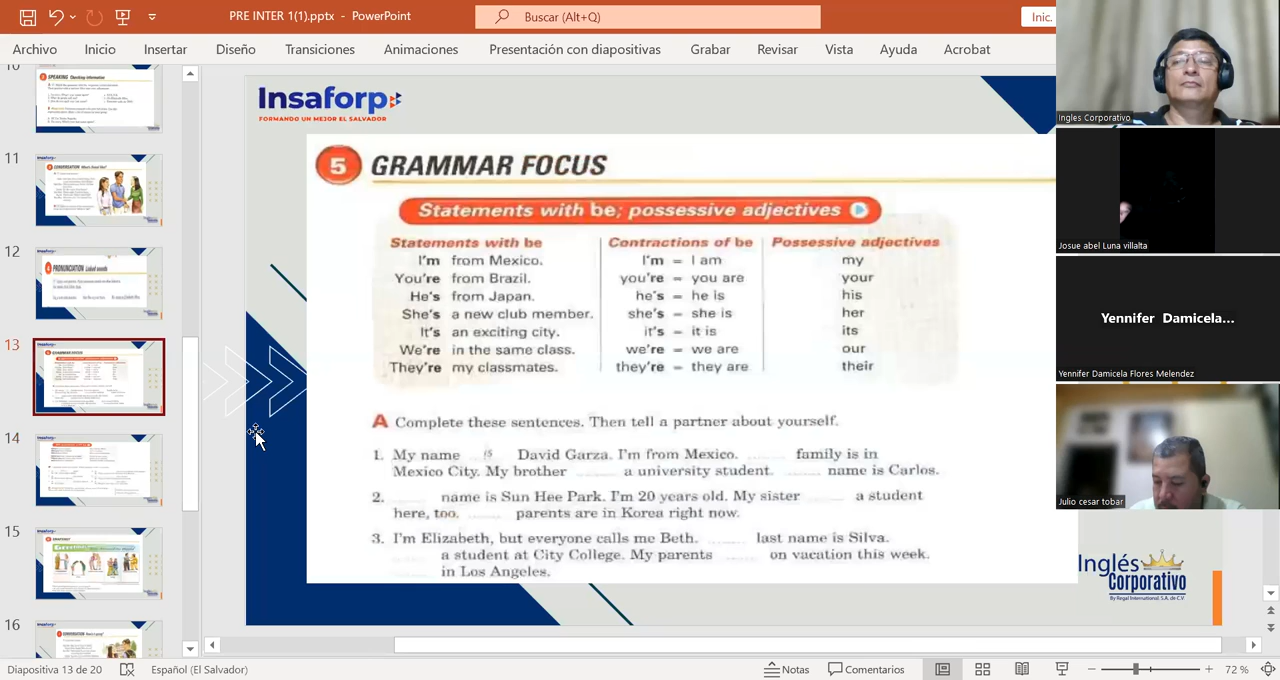 PRE INTER 1(1).pptx - PowerPoint
Buscar (Alt+Q)
Inic.
Archivo Inicio Insertar Diseño Transiciones Animaciones Presentación con diapositivas Grabar Revisar Vista Ayuda Acrobat
10
11
12
13
14
15
16
Insaforp
FORMANDO UN MEJOR EL SALVADOR
5 GRAMMAR FOCUS
Statements with be; possessive adjectives
Statements with be Contractions of be Possessive adjectives
I'm from Mexico. I'm = I am my
You're from Brazil. you're = you are your
He's from Japan. he's = he is his
She's a new club member. she's = she is her
It's an exciting city. it's = it is its
We're in the same class. we're = we are our
They're my classmates. they're = they are their
A Complete these sentences. Then tell a partner about yourself.
1. My name is David Garza. I'm from Mexico. family is in
Mexico City. My brother a university student. name is Carlos.
2. name is Sun Hee Park. I'm 20 years old. My sister a student
here, too. parents are in Korea right now.
3. I'm Elizabeth, but everyone calls me Beth. last name is Silva.
a student at City College. My parents on vacation this week.
in Los Angeles.
Inglés
Corporativo
By Regal International. S.A. de C.V.
Ingles Corporativo
Josue abel Luna villalta
Yennifer Damicela...
Yennifer Damicela Flores Melendez
Julio cesar tobar
Diapositiva 13 de 20 Español (El Salvador) Notas Comentarios 72 %